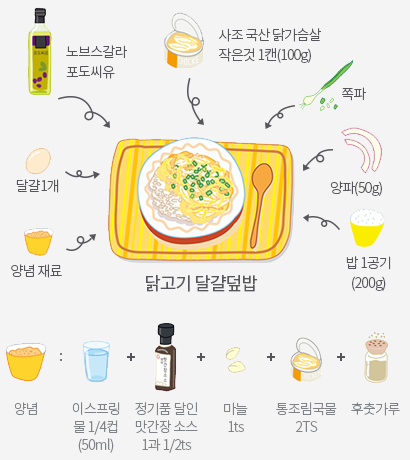 노브스갈라
포도씨유
사조 국산 닭가슴살
작은것 1캔(100g)
쪽파
달걀1개
양파(50g)
양념 재료
밥 1공기
(200g)
닭고기 달걀덮밥
: + + + +
양념
이스프링
물 1/4컵
(50ml)
정기품 달인
맛간장 소스
1과 1/2ts
마늘
1ts
통조림국물
2TS
후춧가루